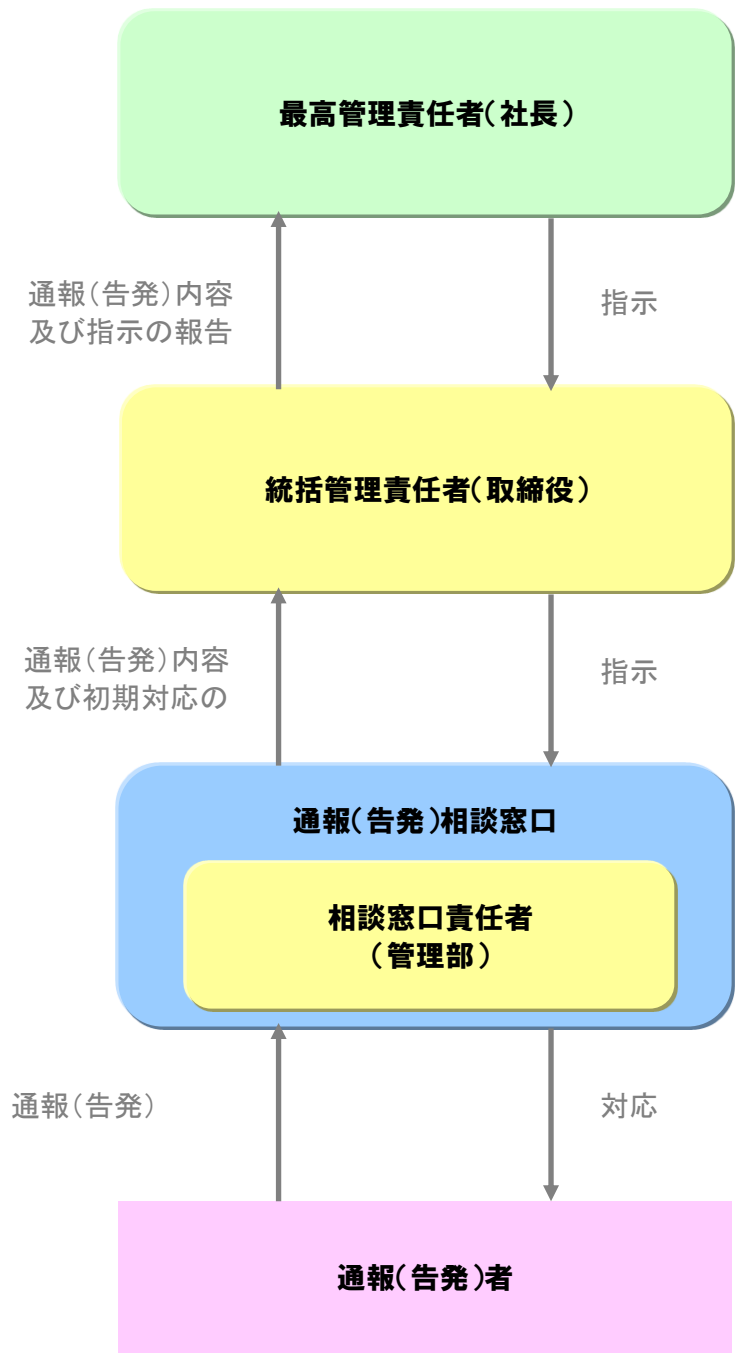 最高管理責任者(社長)
通報(告発)内容
及び指示の報告
指示
統括管理責任者(取締役)
通報(告発)内容
及び初期対応の
指示
通報(告発)相談窓口
相談窓口責任者
(管理部)
通報(告発)
対応
通報(告発)者